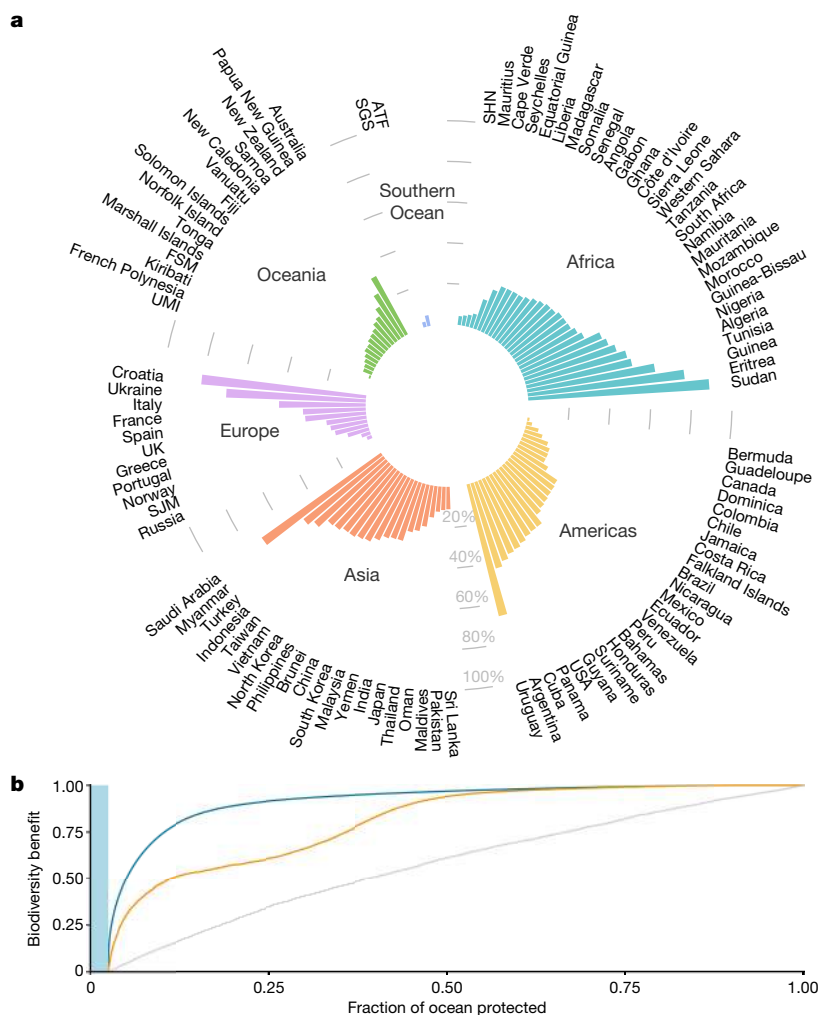 a
SHN
Mauritius
Cape Verde
Seychelles
Equatorial Guinea
Liberia
Madagascar
Somalia
Senegal
Angola
Gabon
Ghana
Côte d'Ivoire
Sierra Leone
Western Sahara
Tanzania
South Africa
Namibia
Mauritania
Mozambique
Morocco
Guinea-Bissau
Nigeria
Algeria
Tunisia
Guinea
Eritrea
Sudan
Africa
Bermuda
Guadeloupe
Canada
Dominica
Colombia
Chile
Jamaica
Costa Rica
Falkland Islands
Brazil
Nicaragua
Mexico
Ecuador
Venezuela
Peru
Bahamas
Honduras
Suriname
Guyana
USA
Panama
Cuba
Argentina
Uruguay
Americas
20%
40%
60%
80%
100%
Sri Lanka
Pakistan
Maldives
Oman
Thailand
Japan
India
Yemen
Malaysia
South Korea
China
Brunei
Philippines
North Korea
Vietnam
Taiwan
Indonesia
Turkey
Myanmar
Saudi Arabia
Asia
Russia
SJM
Norway
Portugal
Greece
UK
Spain
France
Italy
Ukraine
Croatia
Europe
UMI
French Polynesia
Kiribati
FSM
Marshall Islands
Tonga
Norfolk Island
Solomon Islands
Fiji
Vanuatu
New Caledonia
Samoa
New Zealand
Papua New Guinea
Australia
Oceania
SGS
ATF
Southern
Ocean
b
Biodiversity benefit
1.00
0.75
0.50
0.25
0
0
0.25
0.50
0.75
1.00
Fraction of ocean protected